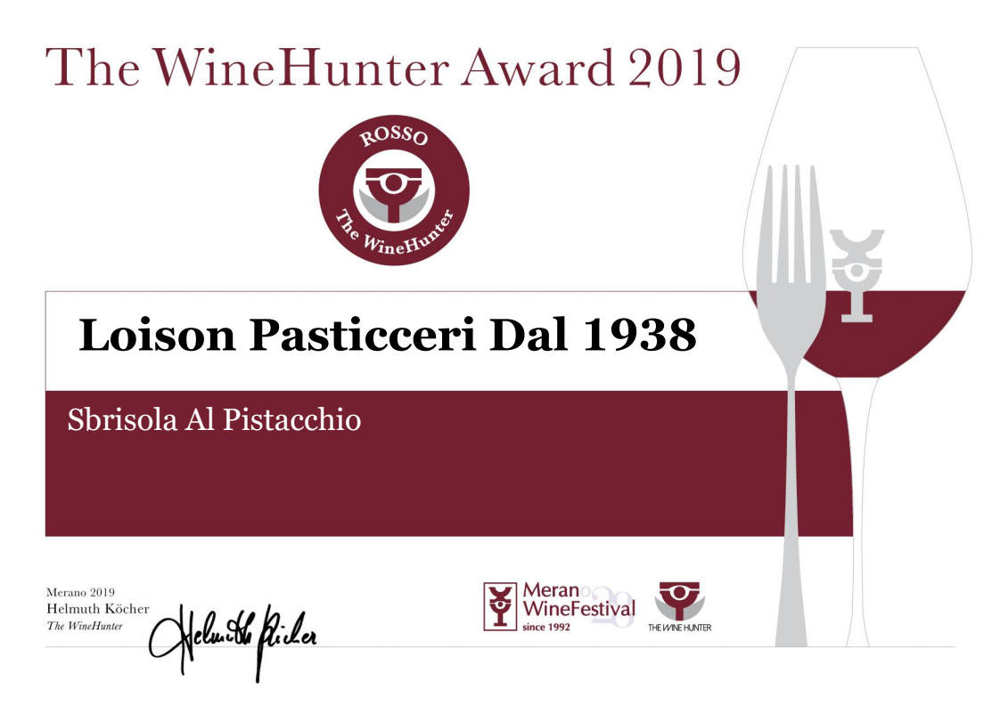 The WineHunter Award 2019
ROSSO
The WineHunter
Loison Pasticceri Dal 1938
Sbrisola Al Pistacchio
Merano 2019
Helmuth Köcher
The WineHunter
Helmuth Köcher
Merano 28
WineFestival
since 1992
THE WINE HUNTER